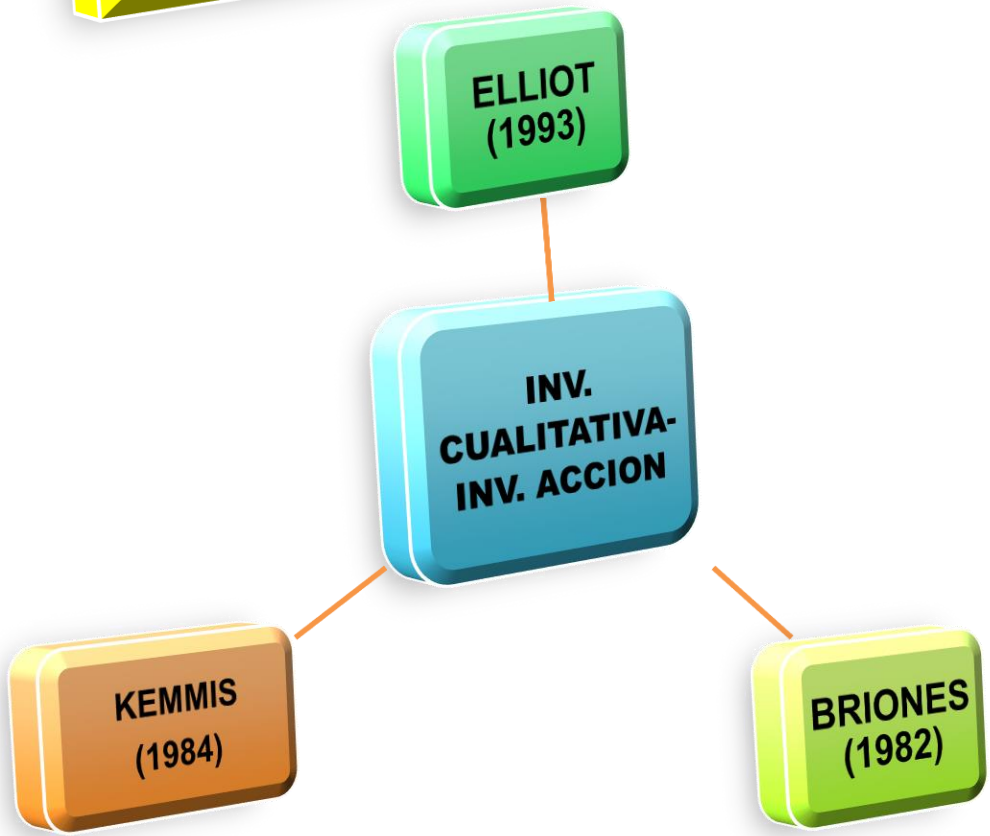 ELLIOT
(1993)
INV.
CUALITATIVA-
INV. ACCION
KEMMIS
(1984)
BRIONES
(1982)